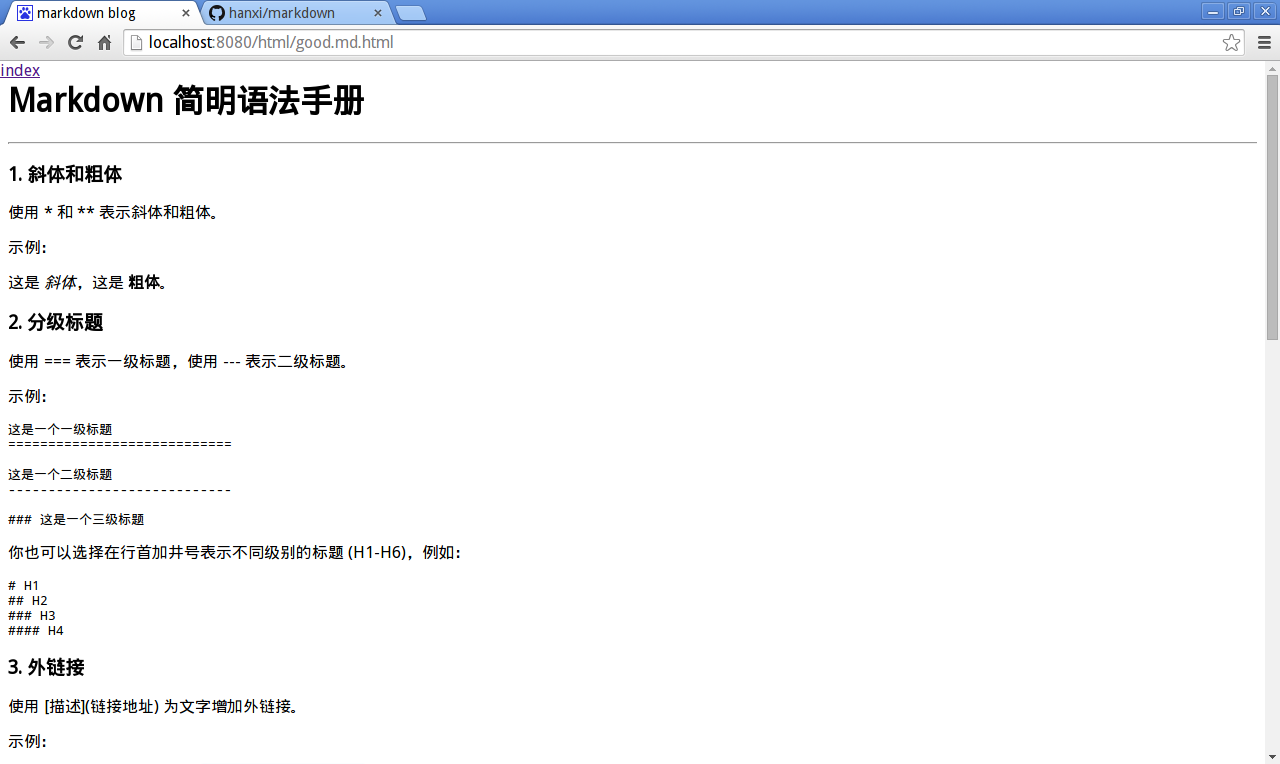 markdown blog
hanxi/markdown
localhost:8080/html/good.md.html
index
Markdown 简明语法手册
1. 斜体和粗体
使用 * 和 ** 表示斜体和粗体。
示例：
这是 斜体，这是 粗体。
2. 分级标题
使用 === 表示一级标题，使用 --- 表示二级标题。
示例：
这是一个一级标题
============================
这是一个二级标题
----------------------------
### 这是一个三级标题
你也可以选择在行首加井号表示不同级别的标题 (H1-H6)，例如：
# H1
## H2
### H3
#### H4
3. 外链接
使用 [描述](链接地址) 为文字增加外链接。
示例：